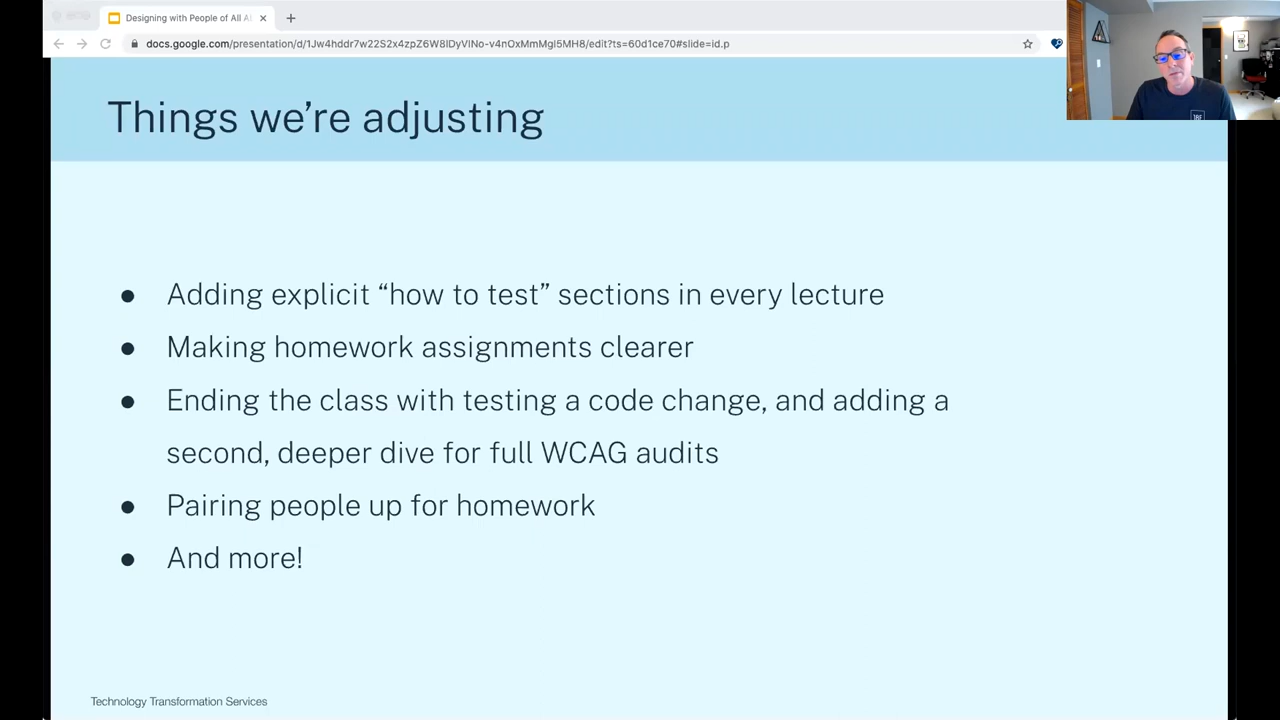 Designing with People of All A
docs.google.com/presentation/d/1Jw4hddr7w22S2x4zpZ6W8lDyVlNo-v4nOxMmMgl5MH8/edit?ts=60d1ce70#slide=id.p
Things we’re adjusting
● Adding explicit “how to test” sections in every lecture
● Making homework assignments clearer
● Ending the class with testing a code change, and adding a
second, deeper dive for full WCAG audits
● Pairing people up for homework
● And more!
Technology Transformation Services